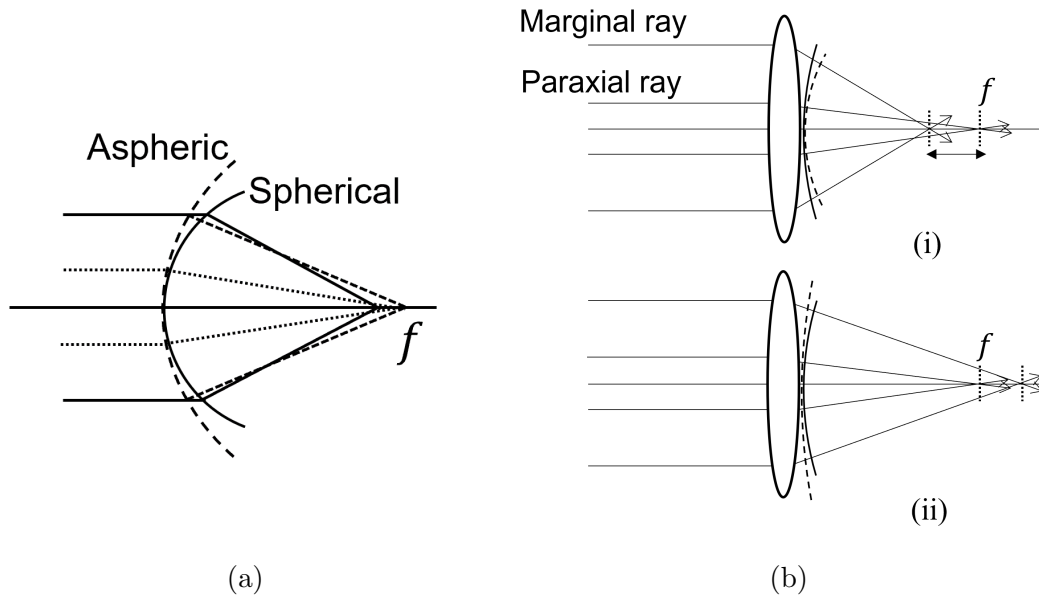 Aspheric
Spherical
f
(a)
Marginal ray
Paraxial ray
f
(i)
f
(ii)
(b)